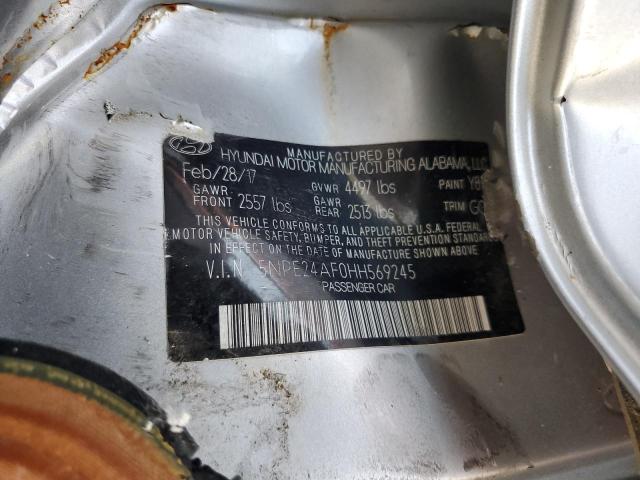 MANUFACTURED BY
HYUNDAI MOTOR MANUFACTURING ALABAMA, LLC
Feb/28/17
GVWR 4497 lbs
PAINT
GAWR FRONT 2557 lbs
GAWR REAR 2513 lbs
TRIM
THIS VEHICLE CONFORMS TO ALL APPLICABLE U.S.A. FEDERAL
MOTOR VEHICLE SAFETY, BUMPER, AND THEFT PREVENTION STANDARDS
IN EFFECT ON THE DATE OF MANUFACTURE SHOWN ABOVE.
V.I.N 5NPE24AF0HH569245
PASSENGER CAR